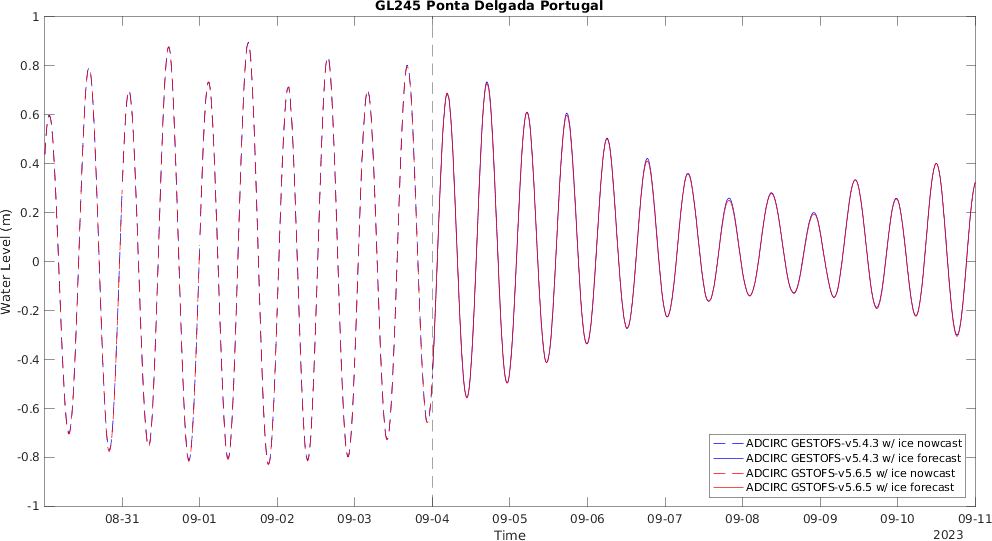 GL245 Ponta Delgada Portugal
1
0.8
0.6
0.4
0.2
0
-0.2
-0.4
-0.6
-0.8
-1
Water Level (m)
ADCIRC GESTOFS-v5.4.3 w/ ice nowcast
ADCIRC GESTOFS-v5.4.3 w/ ice forecast
ADCIRC GSTOFS-v5.6.5 w/ ice nowcast
ADCIRC GSTOFS-v5.6.5 w/ ice forecast
08-31 09-01 09-02 09-03 09-04 09-05 09-06 09-07 09-08 09-09 09-10 09-11
Time
2023